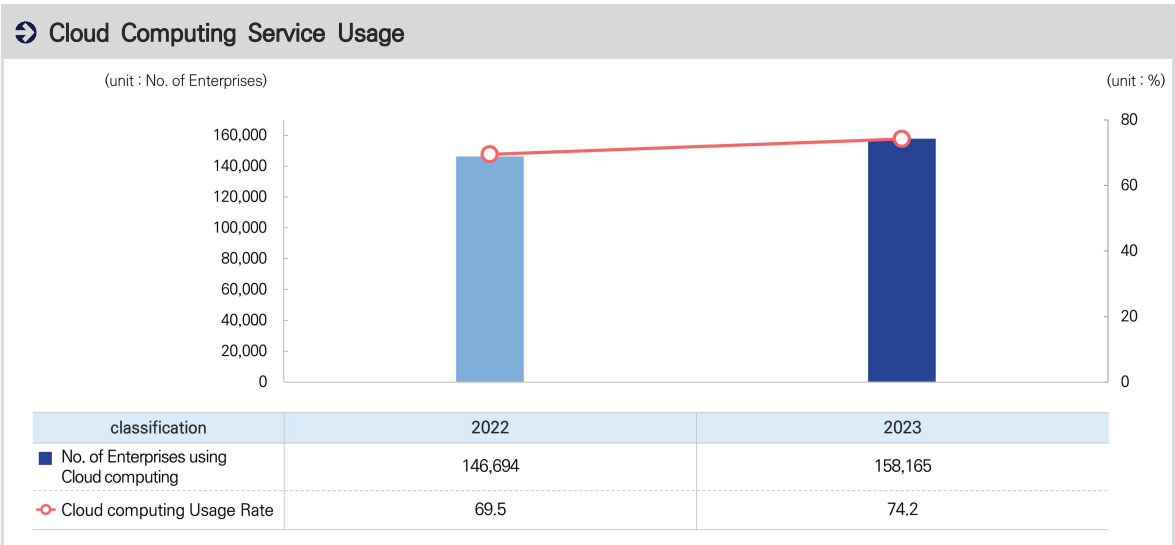 Cloud Computing Service Usage
(unit : No. of Enterprises)
(unit : %)
160,000
140,000
120,000
100,000
80,000
60,000
40,000
20,000
0
80
60
40
20
0
classification 2022 2023
No. of Enterprises using
Cloud computing
146,694 158,165
Cloud computing Usage Rate 69.5 74.2